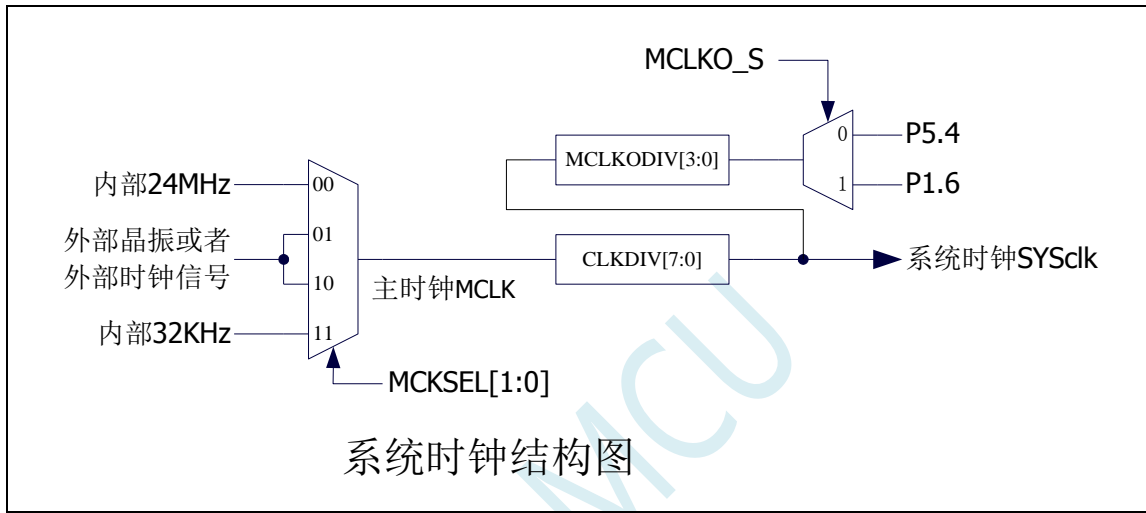 MCLKO_S
0
P5.4
MCLKODIV[3:0]
1
P1.6
内部24MHz
00
外部晶振或者
外部时钟信号
01
10
主时钟MCLK
CLKDIV[7:0]
系统时钟SYSclk
内部32KHz
11
MCKSEL[1:0]
系统时钟结构图
MCU